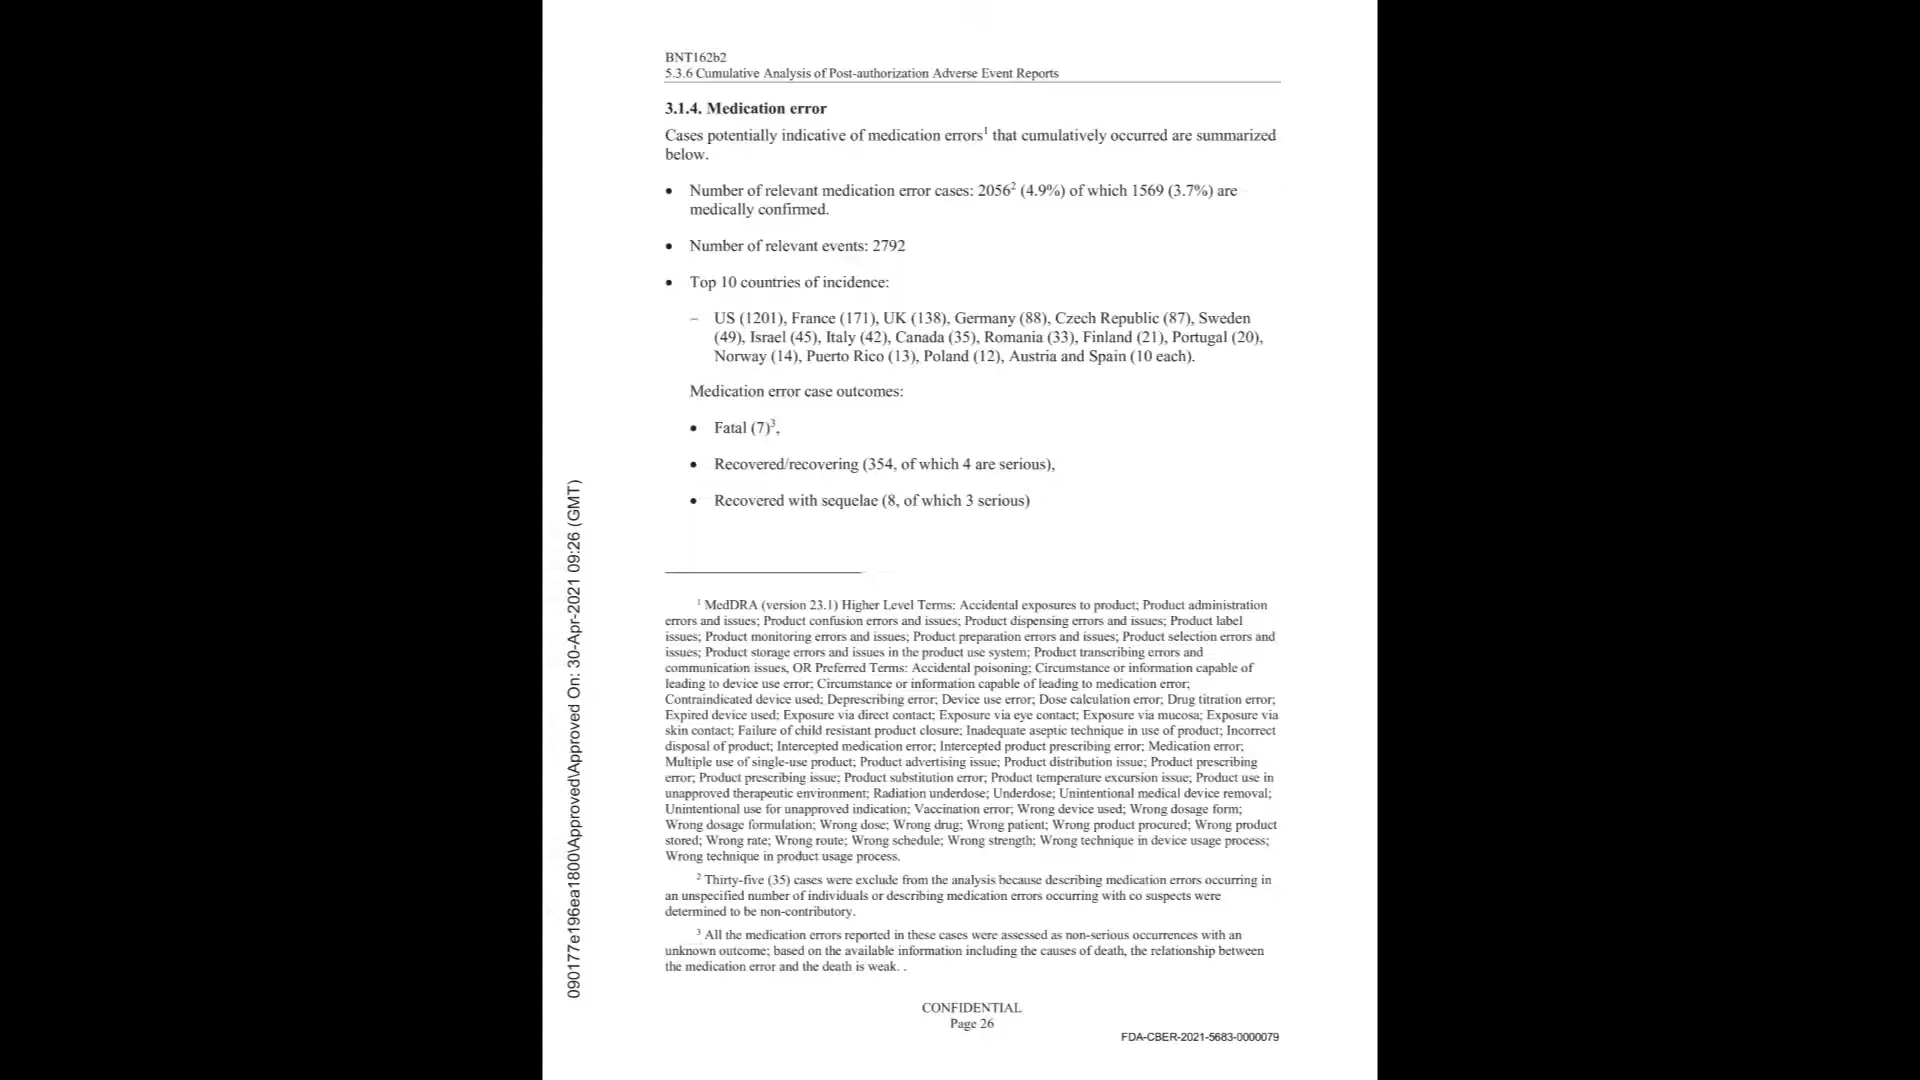 BNT162b2
5.3.6 Cumulative Analysis of Post-authorization Adverse Event Reports
3.1.4. Medication error
Cases potentially indicative of medication errors1 that cumulatively occurred are summarized
below.
• Number of relevant medication error cases: 20562 (4.9%) of which 1569 (3.7%) are
medically confirmed.
• Number of relevant events: 2792
• Top 10 countries of incidence:
– US (1201), France (171), UK (138), Germany (88), Czech Republic (87), Sweden
(49), Israel (45), Italy (42), Canada (35), Romania (33), Finland (21), Portugal (20),
Norway (14), Puerto Rico (13), Poland (12), Austria and Spain (10 each).
Medication error case outcomes:
• Fatal (7)3,
• Recovered/recovering (354, of which 4 are serious),
• Recovered with sequelae (8, of which 3 serious)
1 MedDRA (version 23.1) Higher Level Terms: Accidental exposures to product; Product administration
errors and issues; Product confusion errors and issues; Product dispensing errors and issues; Product label
issues; Product monitoring errors and issues; Product preparation errors and issues; Product selection errors and
issues; Product storage errors and issues in the product use system; Product transcribing errors and
communication issues, OR Preferred Terms: Accidental poisoning; Circumstance or information capable of
leading to device use error; Circumstance or information capable of leading to medication error;
Contraindicated device used; Deprescribing error; Device use error; Dose calculation error; Drug titration error;
Expired device used; Exposure via direct contact; Exposure via eye contact; Exposure via mucosa; Exposure via
skin contact; Failure of child resistant product closure; Inadequate aseptic technique in use of product; Incorrect
disposal of product; Intercepted medication error; Intercepted product prescribing error; Medication error;
Multiple use of single-use product; Product advertising issue; Product distribution issue; Product prescribing
error; Product prescribing issue; Product substitution error; Product temperature excursion issue; Product use in
unapproved therapeutic environment; Radiation underdose; Underdose; Unintentional medical device removal;
Unintentional use for unapproved indication; Vaccination error; Wrong device used; Wrong dosage form;
Wrong dosage formulation; Wrong dose; Wrong drug; Wrong patient; Wrong product procured; Wrong product
stored; Wrong rate; Wrong route; Wrong schedule; Wrong strength; Wrong technique in device usage process;
Wrong technique in product usage process.
2 Thirty-five (35) cases were exclude from the analysis because describing medication errors occurring in
an unspecified number of individuals or describing medication errors occurring with co suspects were
determined to be non-contributory.
3 All the medication errors reported in these cases were assessed as non-serious occurrences with an
unknown outcome; based on the available information including the causes of death, the relationship between
the medication error and the death is weak. .
CONFIDENTIAL
Page 26
FDA-CBER-2021-5683-0000079
090177e196ea1800\Approved\Approved On: 30-Apr-2021 09:26 (GMT)